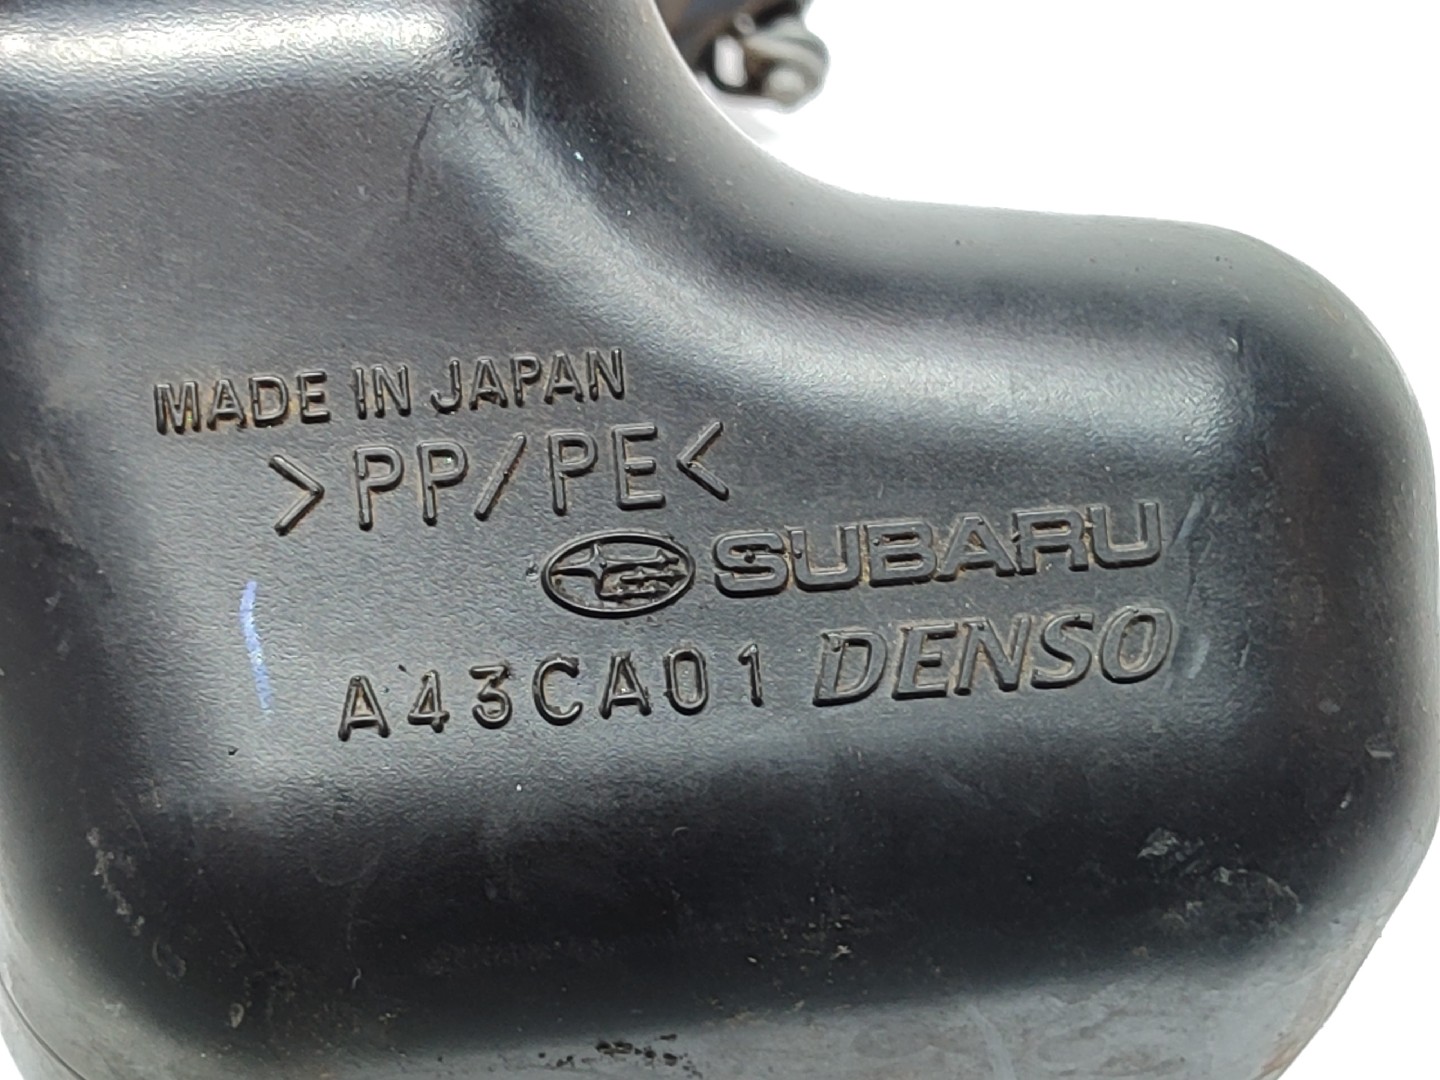 MADE IN JAPAN
>PP/PE<
SUBARU
A43CA01 DENSO